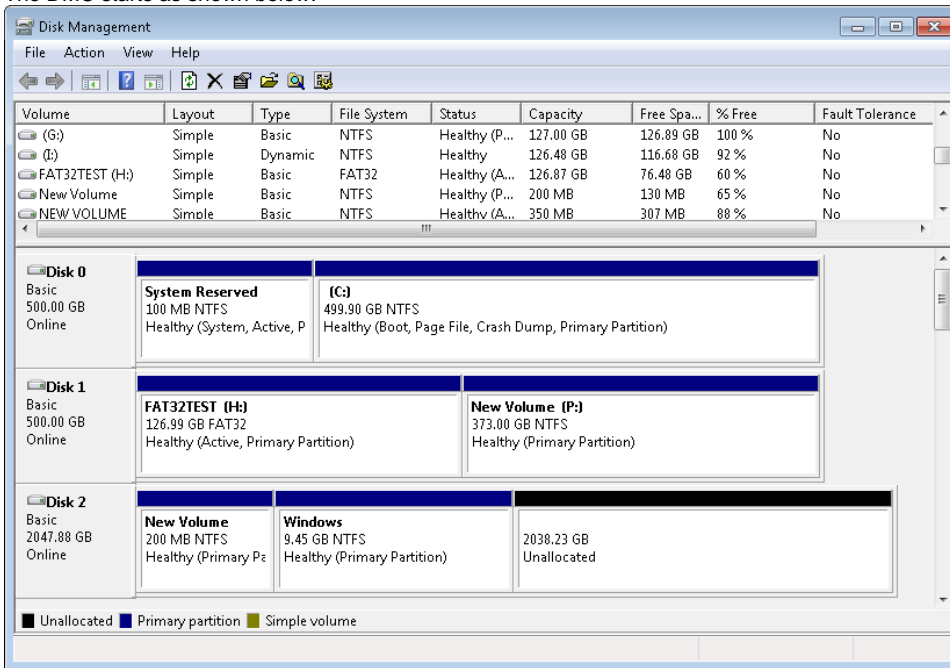 Disk Management
File Action View Help
Volume Layout Type File System Status Capacity Free Spa... % Free Fault Tolerance
(G:) Simple Basic NTFS Healthy (P... 127.00 GB 126.89 GB 100 % No
(I:) Simple Dynamic NTFS Healthy 126.48 GB 116.68 GB 92 % No
FAT32TEST (H:) Simple Basic FAT32 Healthy (A... 126.87 GB 76.48 GB 60 % No
New Volume Simple Basic NTFS Healthy (P... 200 MB 130 MB 65 % No
NEW VOLUME Simple Basic NTFS Healthy (A... 350 MB 307 MB 88 % No
Disk 0
Basic
500.00 GB
Online
System Reserved
100 MB NTFS
Healthy (System, Active, P
(C:)
499.90 GB NTFS
Healthy (Boot, Page File, Crash Dump, Primary Partition)
Disk 1
Basic
500.00 GB
Online
FAT32TEST (H:)
126.99 GB FAT32
Healthy (Active, Primary Partition)
New Volume (P:)
373.00 GB NTFS
Healthy (Primary Partition)
Disk 2
Basic
2047.88 GB
Online
New Volume
200 MB NTFS
Healthy (Primary Pa
Windows
9.45 GB NTFS
Healthy (Primary Partition)
2038.23 GB
Unallocated
Unallocated Primary partition Simple volume